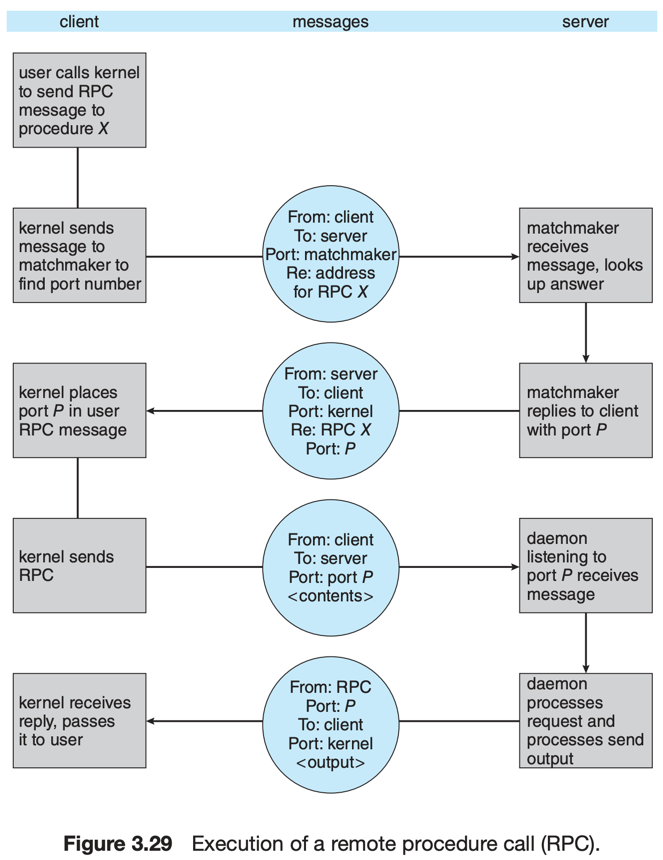 client messages server
user calls kernel
to send RPC
message to
procedure X
kernel sends
message to
matchmaker to
find port number
From: client
To: server
Port: matchmaker
Re: address
for RPC X
matchmaker
receives
message, looks
up answer
kernel places
port P in user
RPC message
From: server
To: client
Port: kernel
Re: RPC X
Port: P
matchmaker
replies to client
with port P
kernel sends
RPC
From: client
To: server
Port: port P
<contents>
daemon
listening to
port P receives
message
kernel receives
reply, passes
it to user
From: RPC
Port: P
To: client
Port: kernel
<output>
daemon
processes
request and
processes send
output
Figure 3.29 Execution of a remote procedure call (RPC).